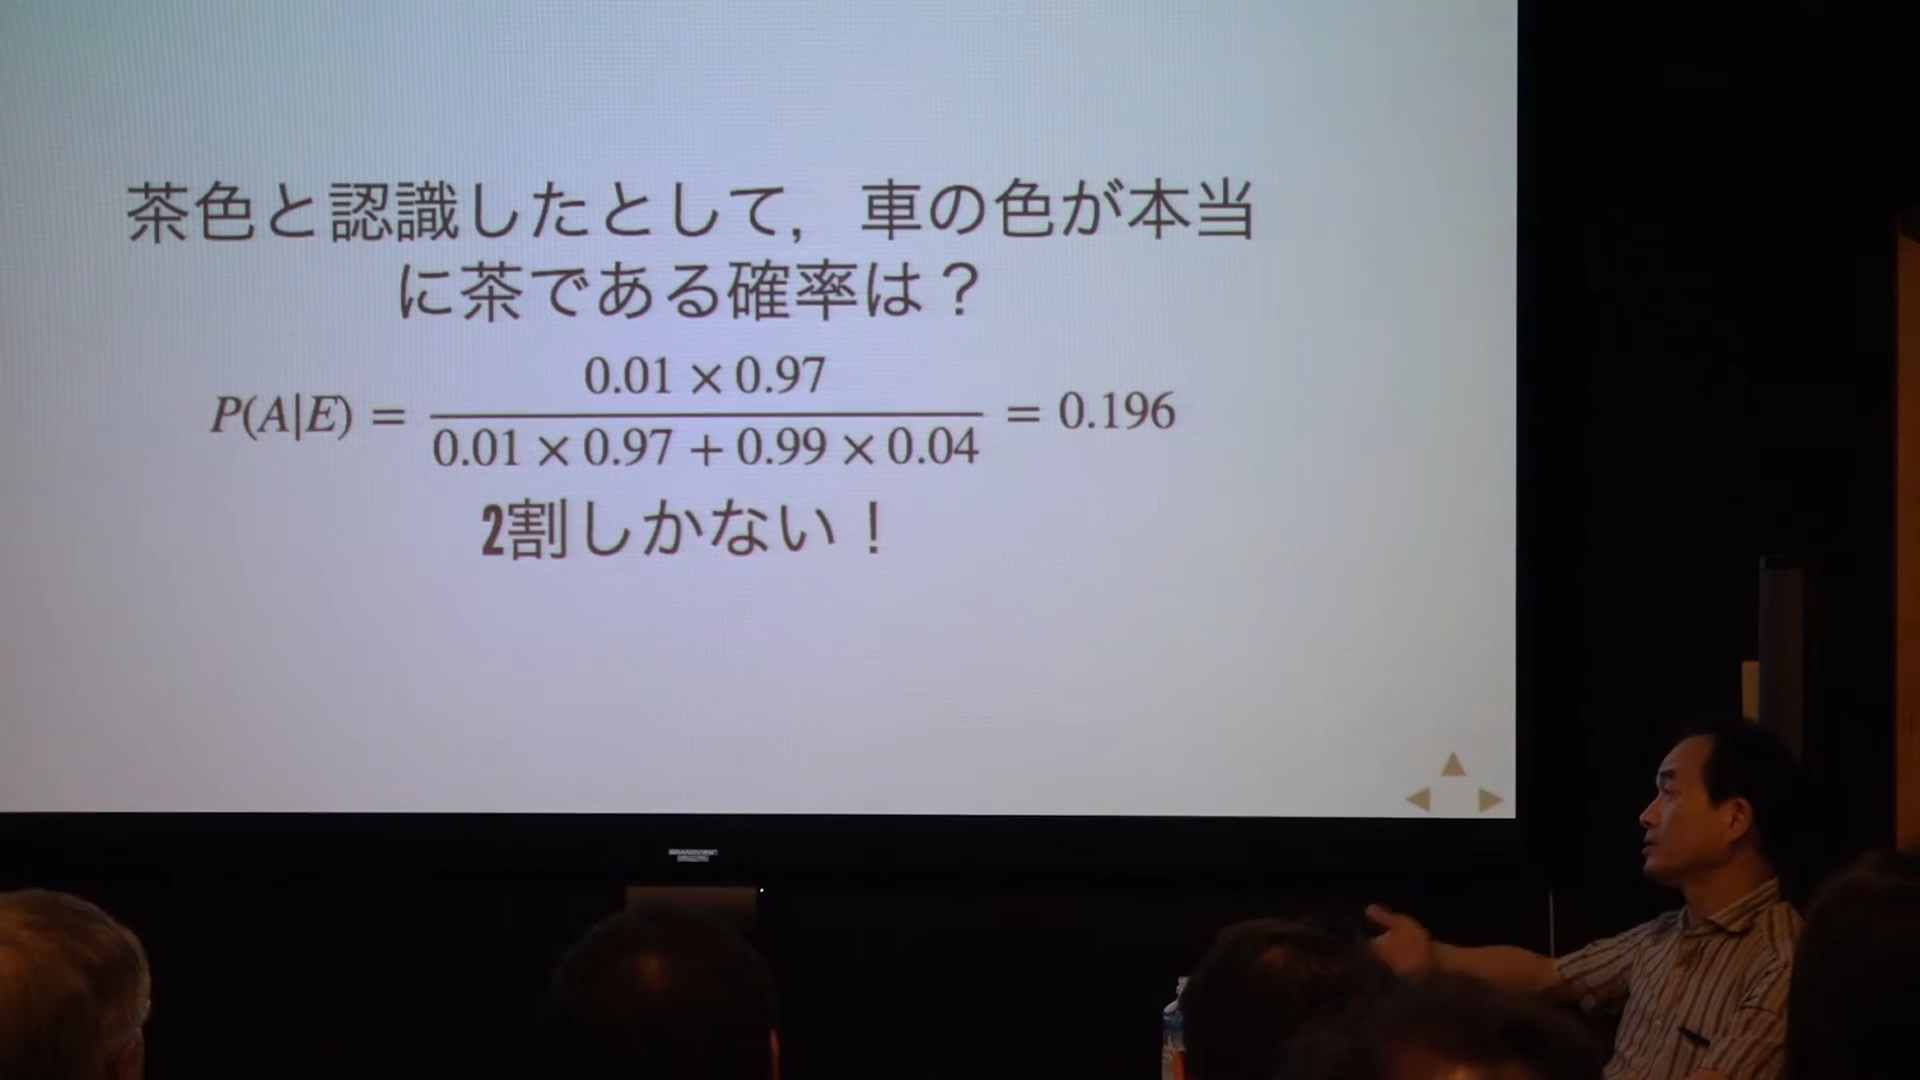 茶色と認識したとして，車の色が本当
に茶である確率は？
P(A|E) = \frac{0.01 × 0.97}{0.01 × 0.97 + 0.99 × 0.04} = 0.196
2割しかない！
GRANDVIEW